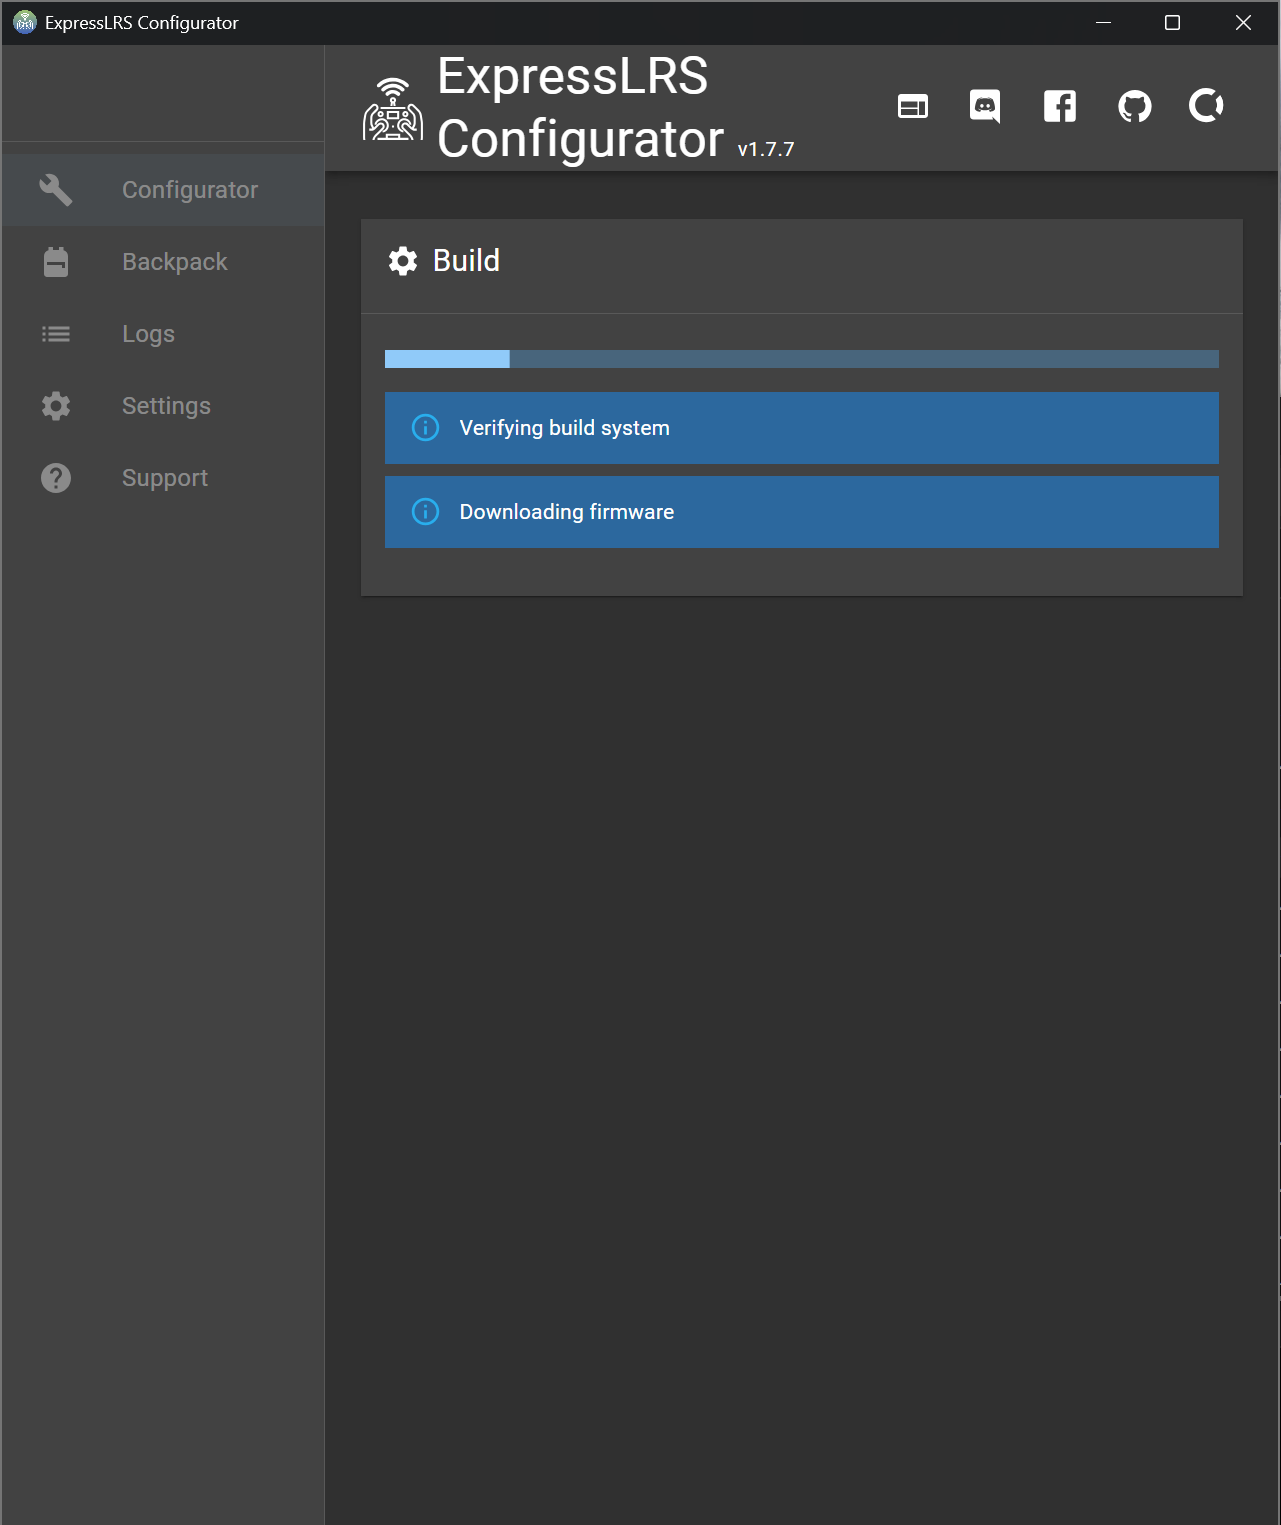 ExpressLRS Configurator
ExpressLRS
Configurator v1.7.7
Configurator
Backpack
Logs
Settings
Support
Build
Verifying build system
Downloading firmware